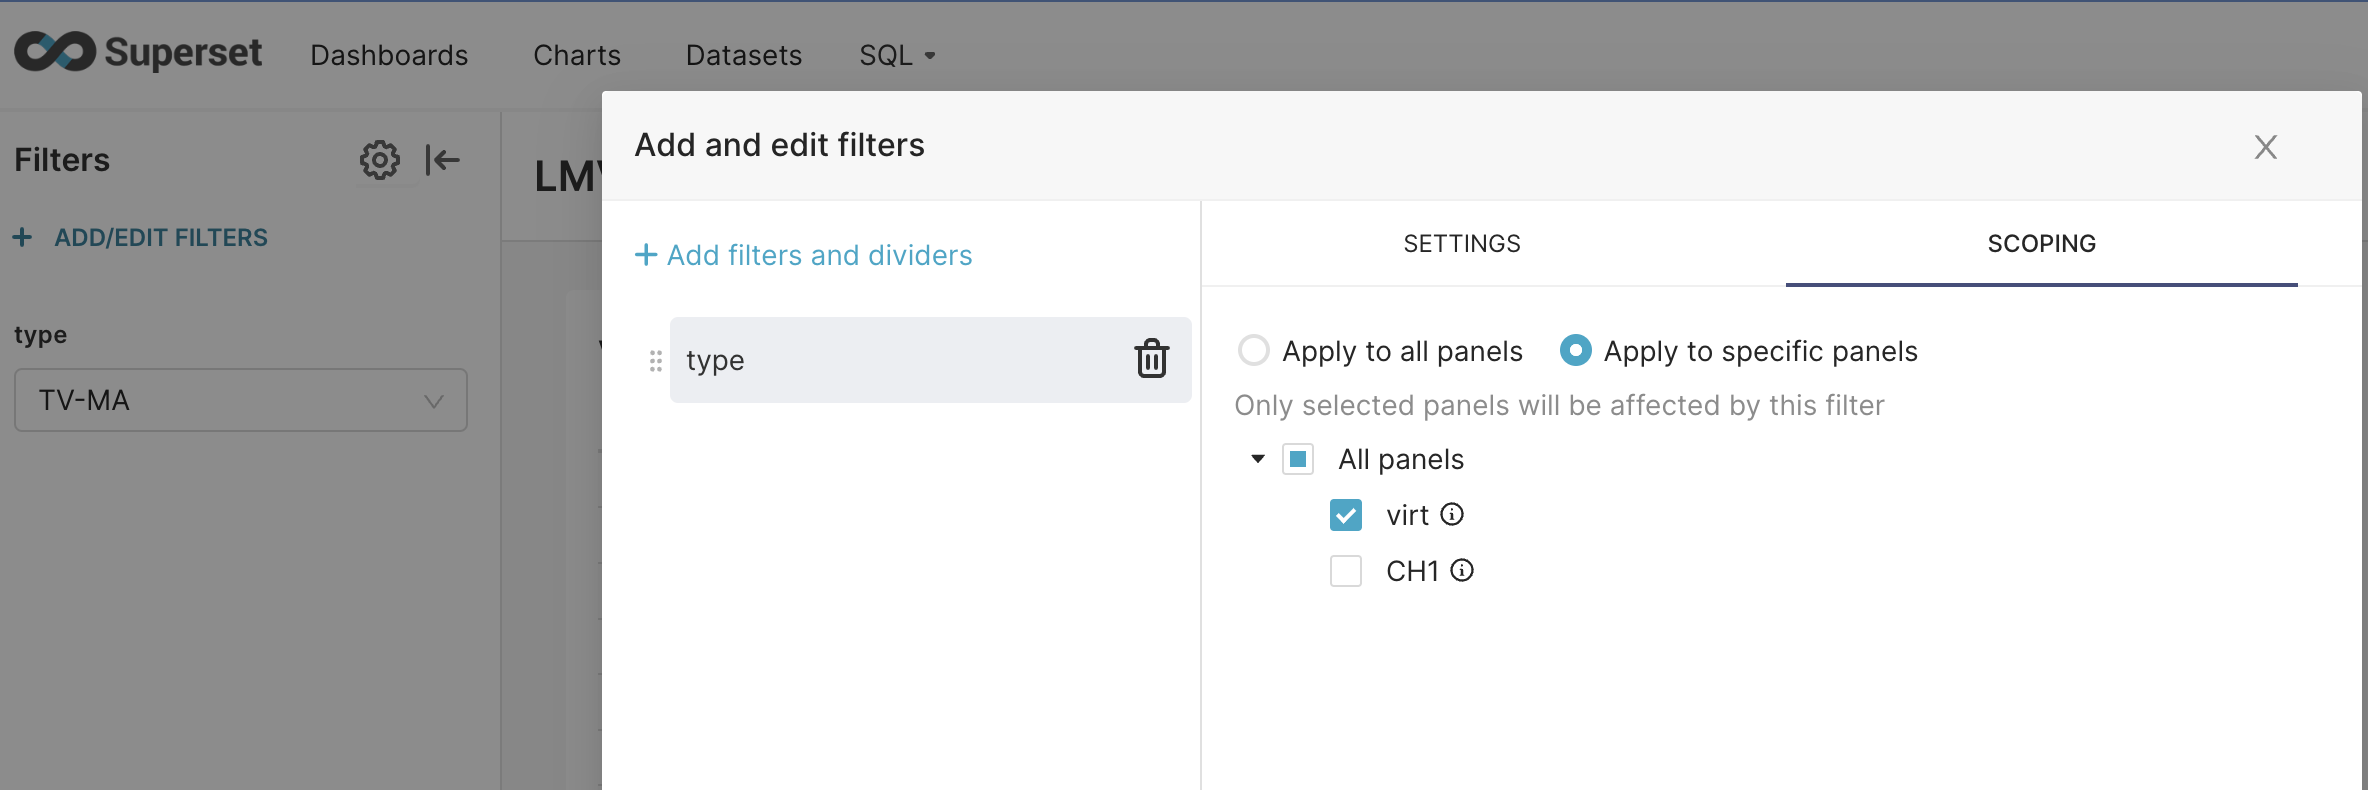 Superset Dashboards Charts Datasets SQL
Filters
+ ADD/EDIT FILTERS
type
TV-MA
LM
Add and edit filters
+ Add filters and dividers
type
SETTINGS SCOPING
Apply to all panels Apply to specific panels
Only selected panels will be affected by this filter
All panels
virt
CH1